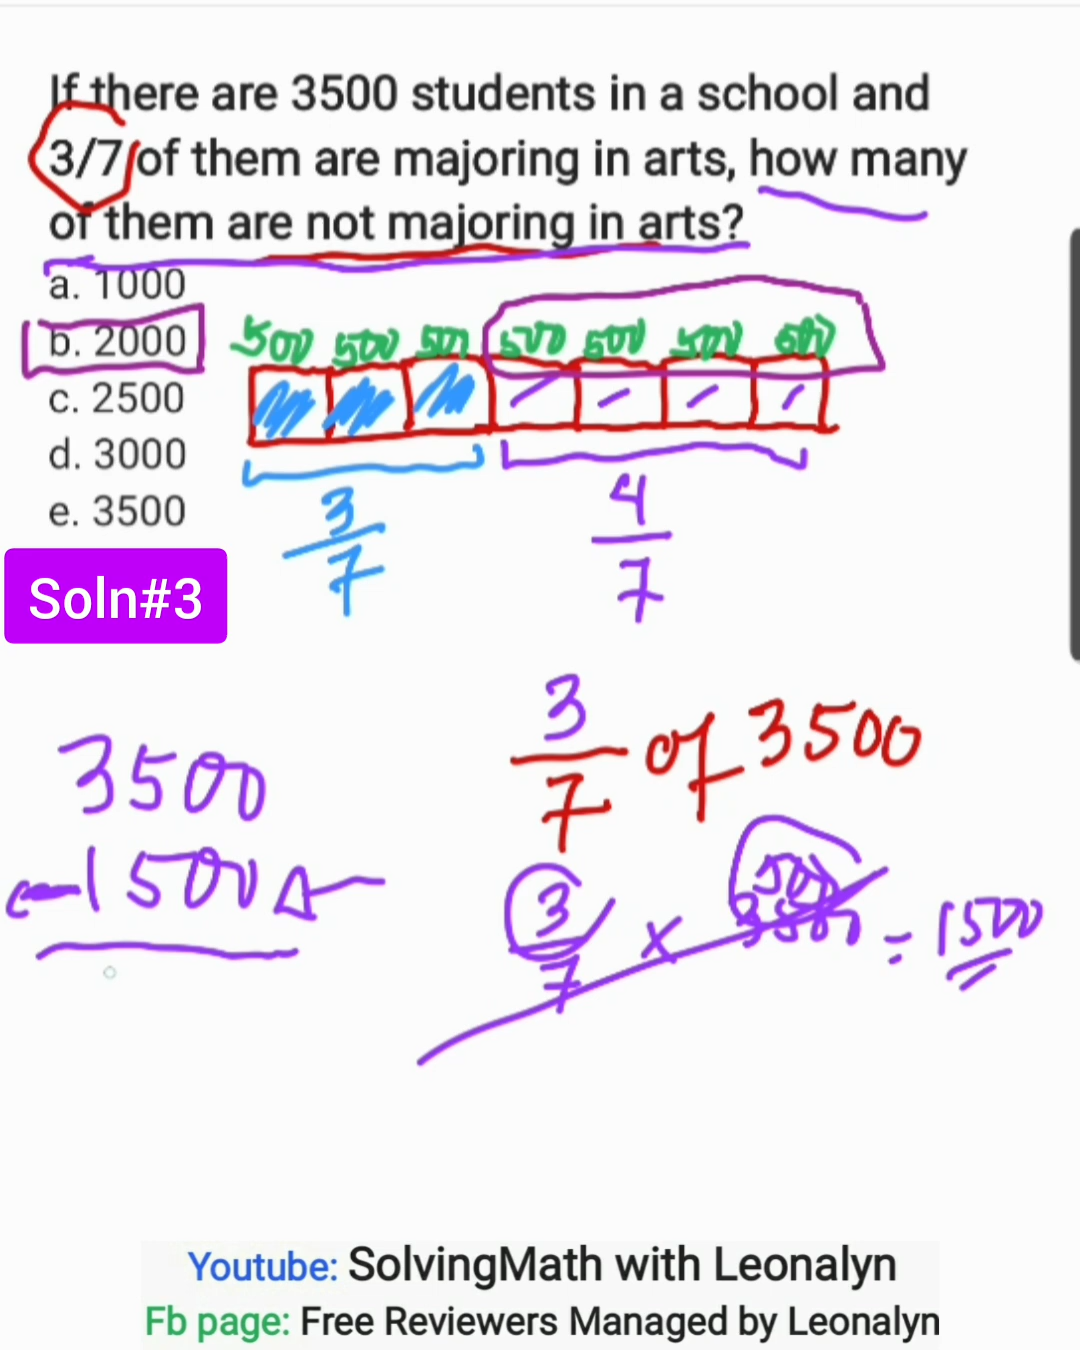 If there are 3500 students in a school and
3/7 of them are majoring in arts, how many
of them are not majoring in arts?
a. 1000
b. 2000
500 500 500 500 500 500 500
c. 2500
d. 3000
e. 3500
3/7 4/7
Soln#3
3/7 of 3500
3500
-1500
3/7 x 3500 = 1500
500
Youtube: SolvingMath with Leonalyn
Fb page: Free Reviewers Managed by Leonalyn